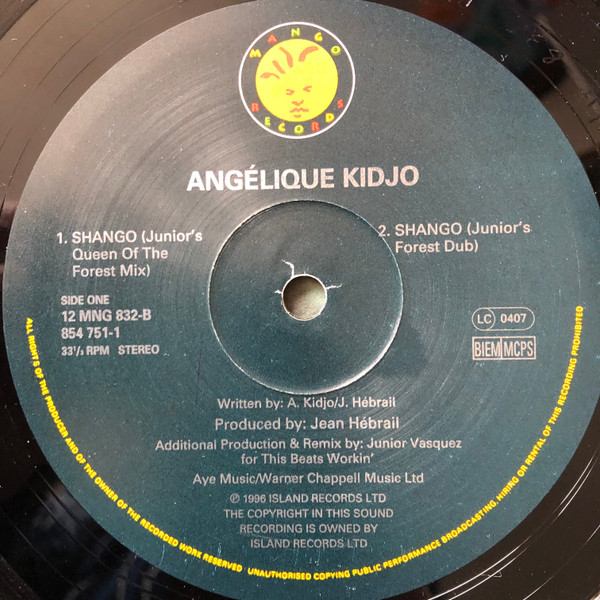 MANGO
RECORDS
ANGÉLIQUE KIDJO
1. SHANGO (Junior's
Queen Of The
Forest Mix)
2. SHANGO (Junior's
Forest Dub)
SIDE ONE
12 MNG 832-B
854 751-1
33⅓ RPM STEREO
LC 0407
BIEM MCPS
Written by: A. Kidjo/J. Hébrail
Produced by: Jean Hébrail
Additional Production & Remix by: Junior Vasquez
for This Beats Workin'
Aye Music/Warner Chappell Music Ltd
℗ 1996 ISLAND RECORDS LTD
THE COPYRIGHT IN THIS SOUND
RECORDING IS OWNED BY
ISLAND RECORDS LTD
ALL RIGHTS OF THE PRODUCER AND OF THE OWNER OF THE RECORDED WORK RESERVED · UNAUTHORISED COPYING PUBLIC PERFORMANCE BROADCASTING, HIRING OR RENTAL OF THIS RECORDING PROHIBITED